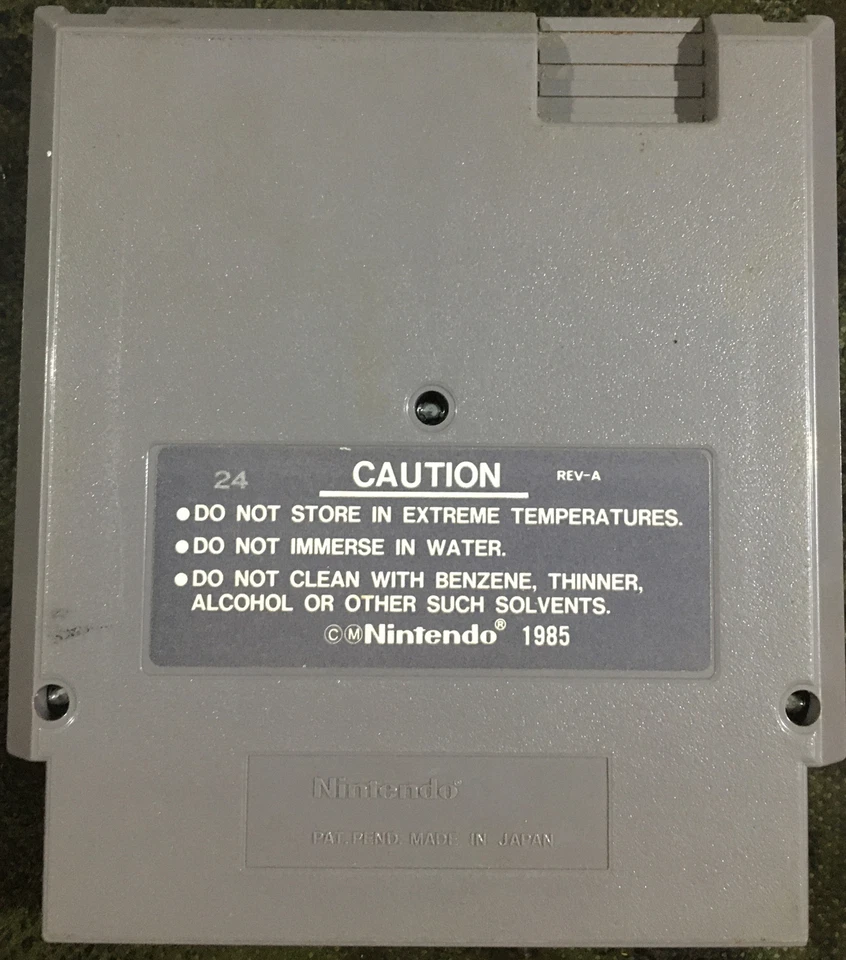 24 CAUTION REV-A
●DO NOT STORE IN EXTREME TEMPERATURES.
●DO NOT IMMERSE IN WATER.
●DO NOT CLEAN WITH BENZENE, THINNER,
ALCOHOL OR OTHER SUCH SOLVENTS.
©ⓂNintendo® 1985
Nintendo®
PAT. PEND. MADE IN JAPAN